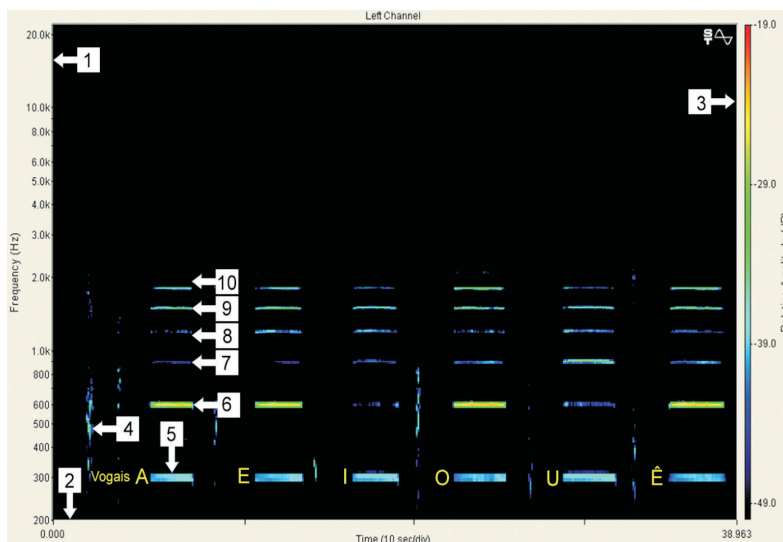 Left Channel
20.0k
10.0k
8.0k
6.0k
5.0k
4.0k
3.0k
2.0k
1.0k
800
600
500
400
300
200
Frequency (Hz)
1
2
3
4
5
6
7
8
9
10
Vogais A E I O U Ê
-19.0
-29.0
-39.0
-49.0
0.000
Time (10 sec/div)
38.963